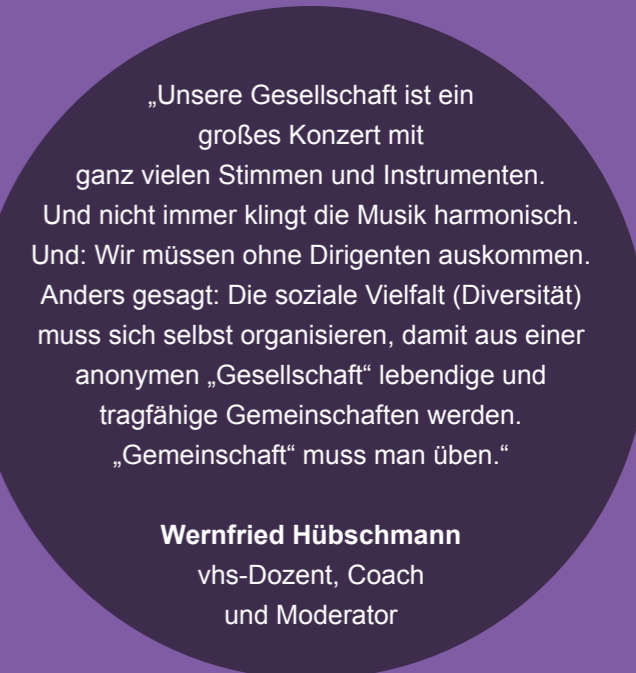 „Unsere Gesellschaft ist ein
großes Konzert mit
ganz vielen Stimmen und Instrumenten.
Und nicht immer klingt die Musik harmonisch.
Und: Wir müssen ohne Dirigenten auskommen.
Anders gesagt: Die soziale Vielfalt (Diversität)
muss sich selbst organisieren, damit aus einer
anonymen „Gesellschaft“ lebendige und
tragfähige Gemeinschaften werden.
„Gemeinschaft“ muss man üben.“
Wernfried Hübschmann
vhs-Dozent, Coach
und Moderator